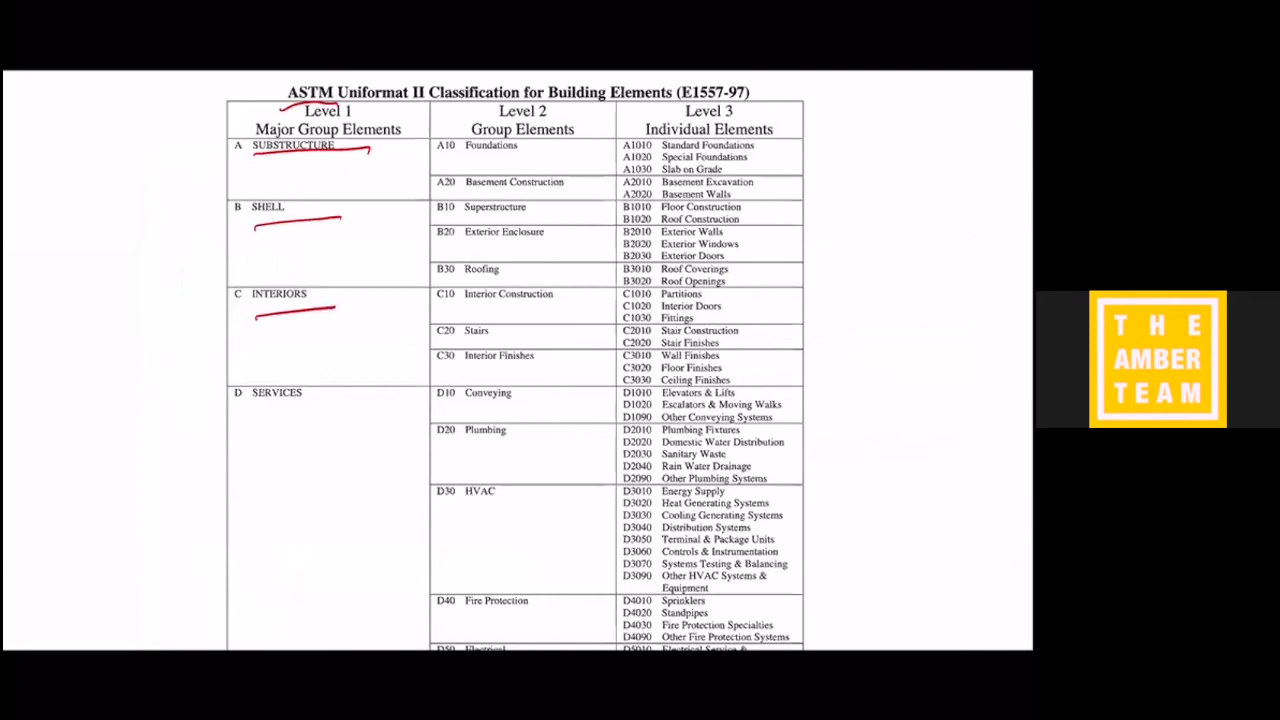 ASTM Uniformat II Classification for Building Elements (E1557-97)
Level 1 Level 2 Level 3
Major Group Elements Group Elements Individual Elements
A SUBSTRUCTURE A10 Foundations A1010 Standard Foundations
A1020 Special Foundations
A1030 Slab on Grade
A20 Basement Construction A2010 Basement Excavation
A2020 Basement Walls
B SHELL B10 Superstructure B1010 Floor Construction
B1020 Roof Construction
B20 Exterior Enclosure B2010 Exterior Walls
B2020 Exterior Windows
B2030 Exterior Doors
B30 Roofing B3010 Roof Coverings
B3020 Roof Openings
C INTERIORS C10 Interior Construction C1010 Partitions
C1020 Interior Doors
C1030 Fittings
C20 Stairs C2010 Stair Construction
C2020 Stair Finishes
C30 Interior Finishes C3010 Wall Finishes
C3020 Floor Finishes
C3030 Ceiling Finishes
D SERVICES D10 Conveying D1010 Elevators & Lifts
D1020 Escalators & Moving Walks
D1090 Other Conveying Systems
D20 Plumbing D2010 Plumbing Fixtures
D2020 Domestic Water Distribution
D2030 Sanitary Waste
D2040 Rain Water Drainage
D2090 Other Plumbing Systems
D30 HVAC D3010 Energy Supply
D3020 Heat Generating Systems
D3030 Cooling Generating Systems
D3040 Distribution Systems
D3050 Terminal & Package Units
D3060 Controls & Instrumentation
D3070 Systems Testing & Balancing
D3090 Other HVAC Systems &
Equipment
D40 Fire Protection D4010 Sprinklers
D4020 Standpipes
D4030 Fire Protection Specialties
D4090 Other Fire Protection Systems
D50 Electrical D5010 Electrical Service &
THE
AMBER
TEAM